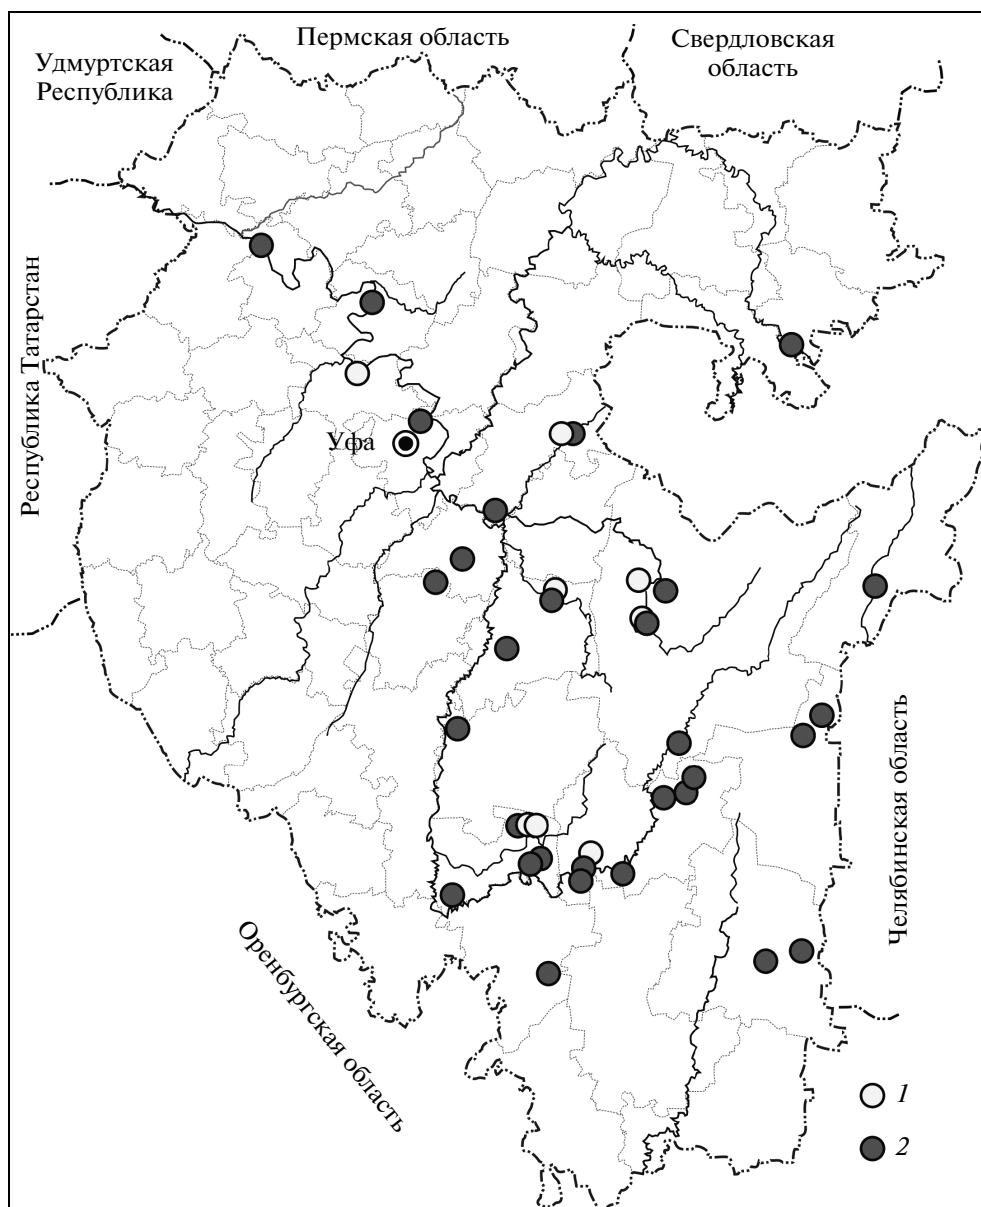 Пермская область
Свердловская
область
Удмуртская
Республика
Республика Татарстан
Уфа
Челябинская область
Оренбургская область
1
2